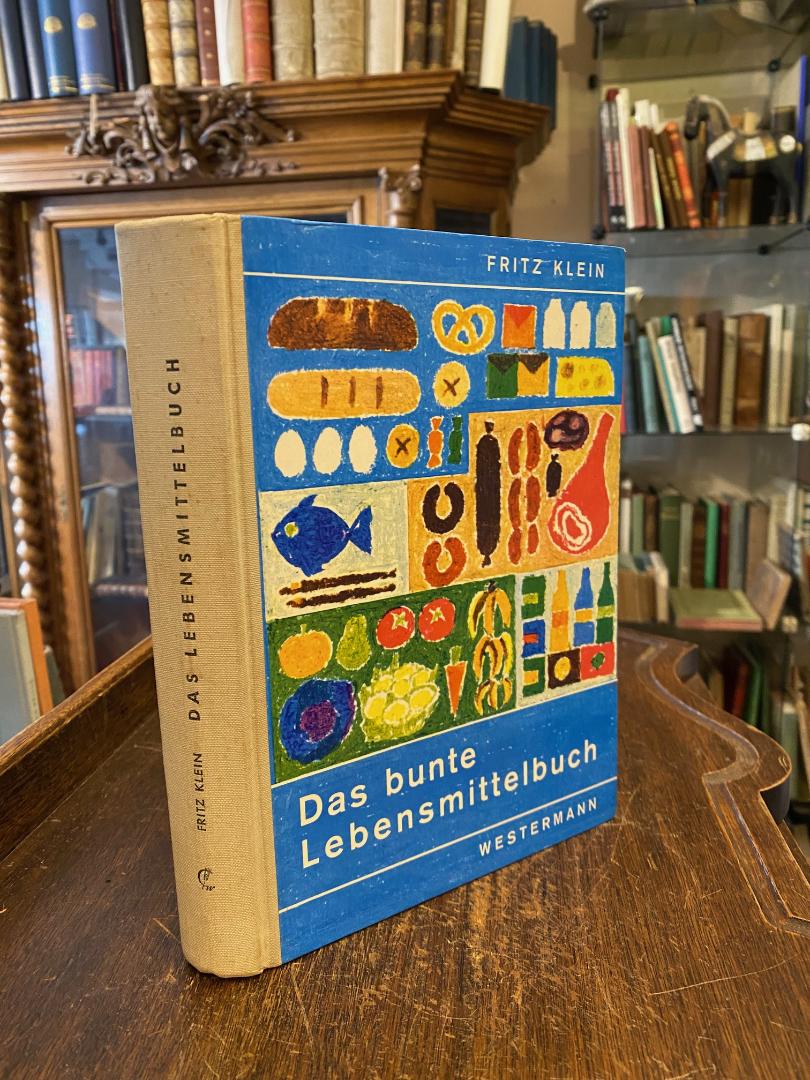 FRITZ KLEIN
Das bunte
Lebensmittelbuch
WESTERMANN
FRITZ KLEIN DAS LEBENSMITTELBUCH